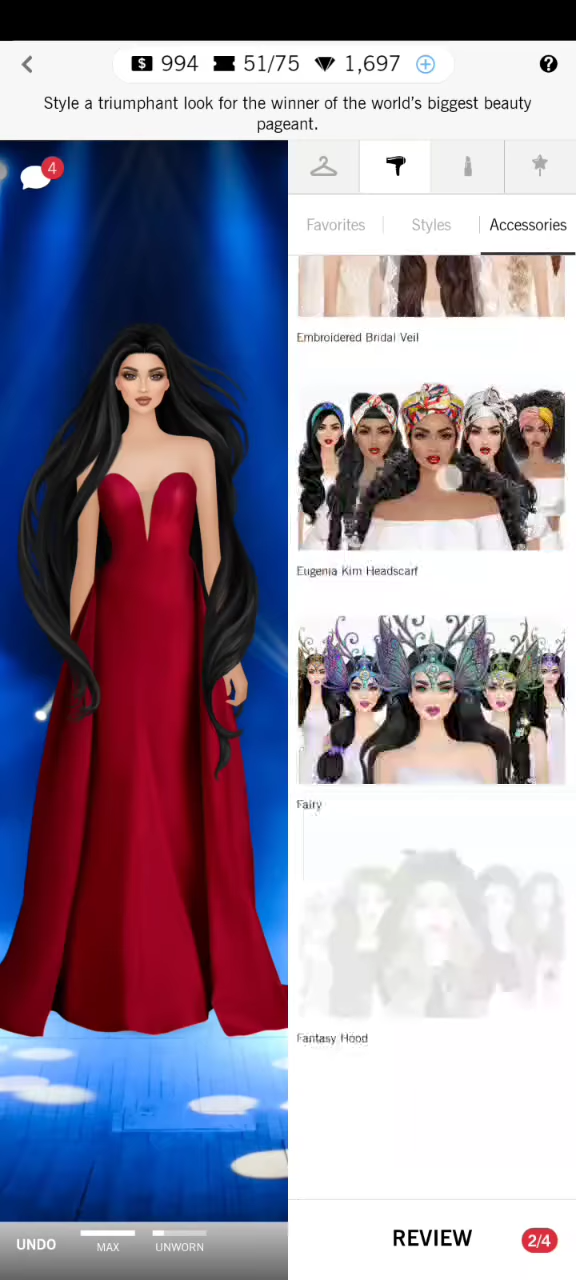 994 51/75 1,697
Style a triumphant look for the winner of the world's biggest beauty
pageant.
4
Favorites Styles Accessories
Embroidered Bridal Veil
Eugenia Kim Headscarf
Fairy
Fantasy Hood
UNDO MAX UNWORN
REVIEW 2/4